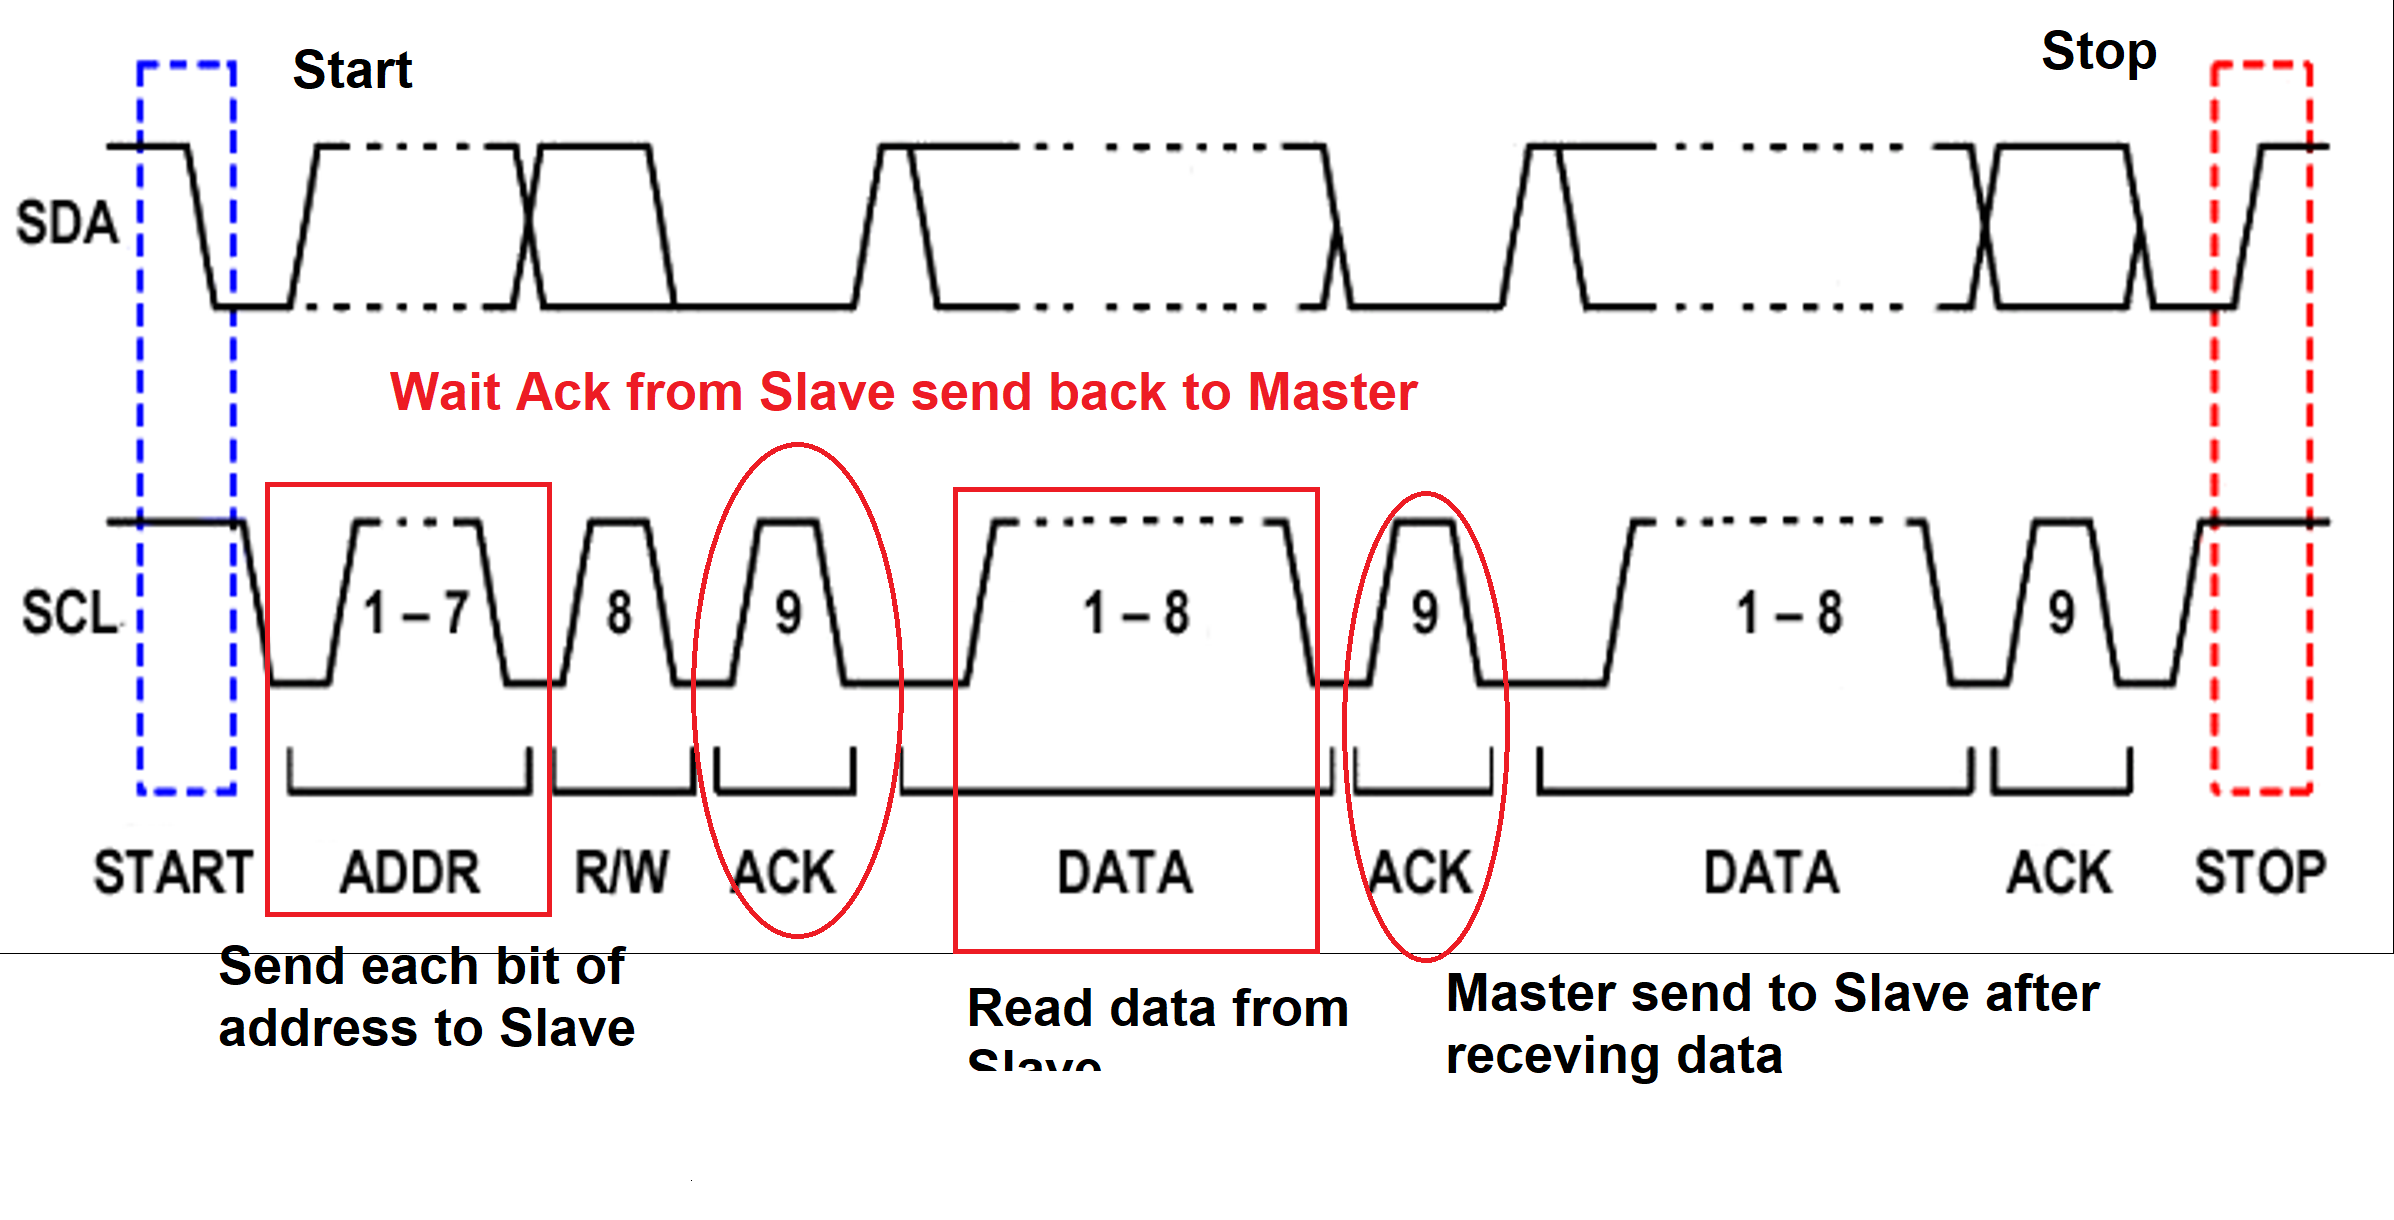 Start
Stop
SDA
Wait Ack from Slave send back to Master
SCL
1 – 7
8
9
1 – 8
9
1 – 8
9
START
ADDR
R/W
ACK
DATA
ACK
DATA
ACK
STOP
Send each bit of
address to Slave
Read data from
Slave
Master send to Slave after
receving data